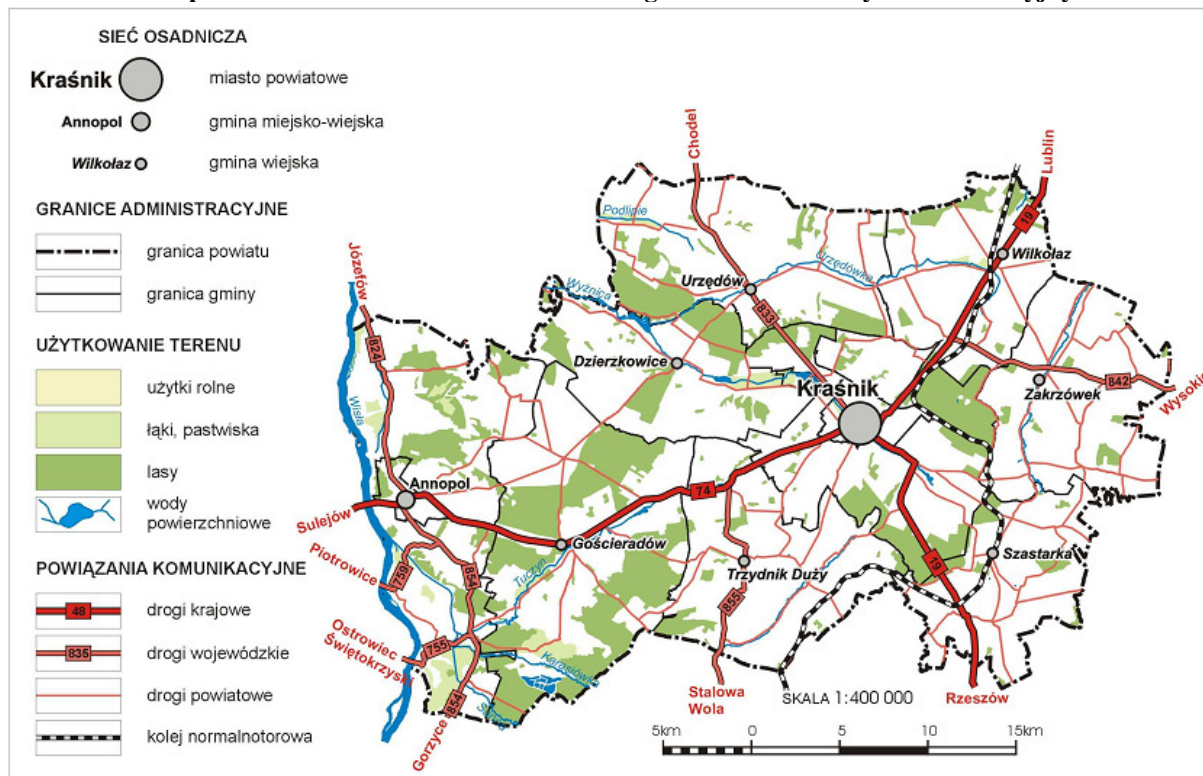 SIEĆ OSADNICZA
Kraśnik
miasto powiatowe
Annopol
gmina miejsko-wiejska
Wilkołaz
gmina wiejska
GRANICE ADMINISTRACYJNE
granica powiatu
granica gminy
UŻYTKOWANIE TERENU
użytki rolne
łąki, pastwiska
lasy
wody
powierzchniowe
POWIĄZANIA KOMUNIKACYJNE
48
drogi krajowe
835
drogi wojewódzkie
drogi powiatowe
kolej normalnotorowa
Chodel
Lublin
19
Podlipie
Wilkołaz
Józefów
Urzędówka
Urzędów
Wyżnica
833
824
Dzierzkowice
842
Wysokie
Zakrzówek
Kraśnik
Wisła
74
Annopol
Sulejów
Gościeradów
Szastarka
Piotrowice
759
854
Tuczyn
Trzydnik Duży
19
855
Ostrowiec
Świętokrzyski
755
Karasiówka
854
Gorzyce
Stalowa
Wola
SKALA 1:400 000
Rzeszów
5km
0
5
10
15km